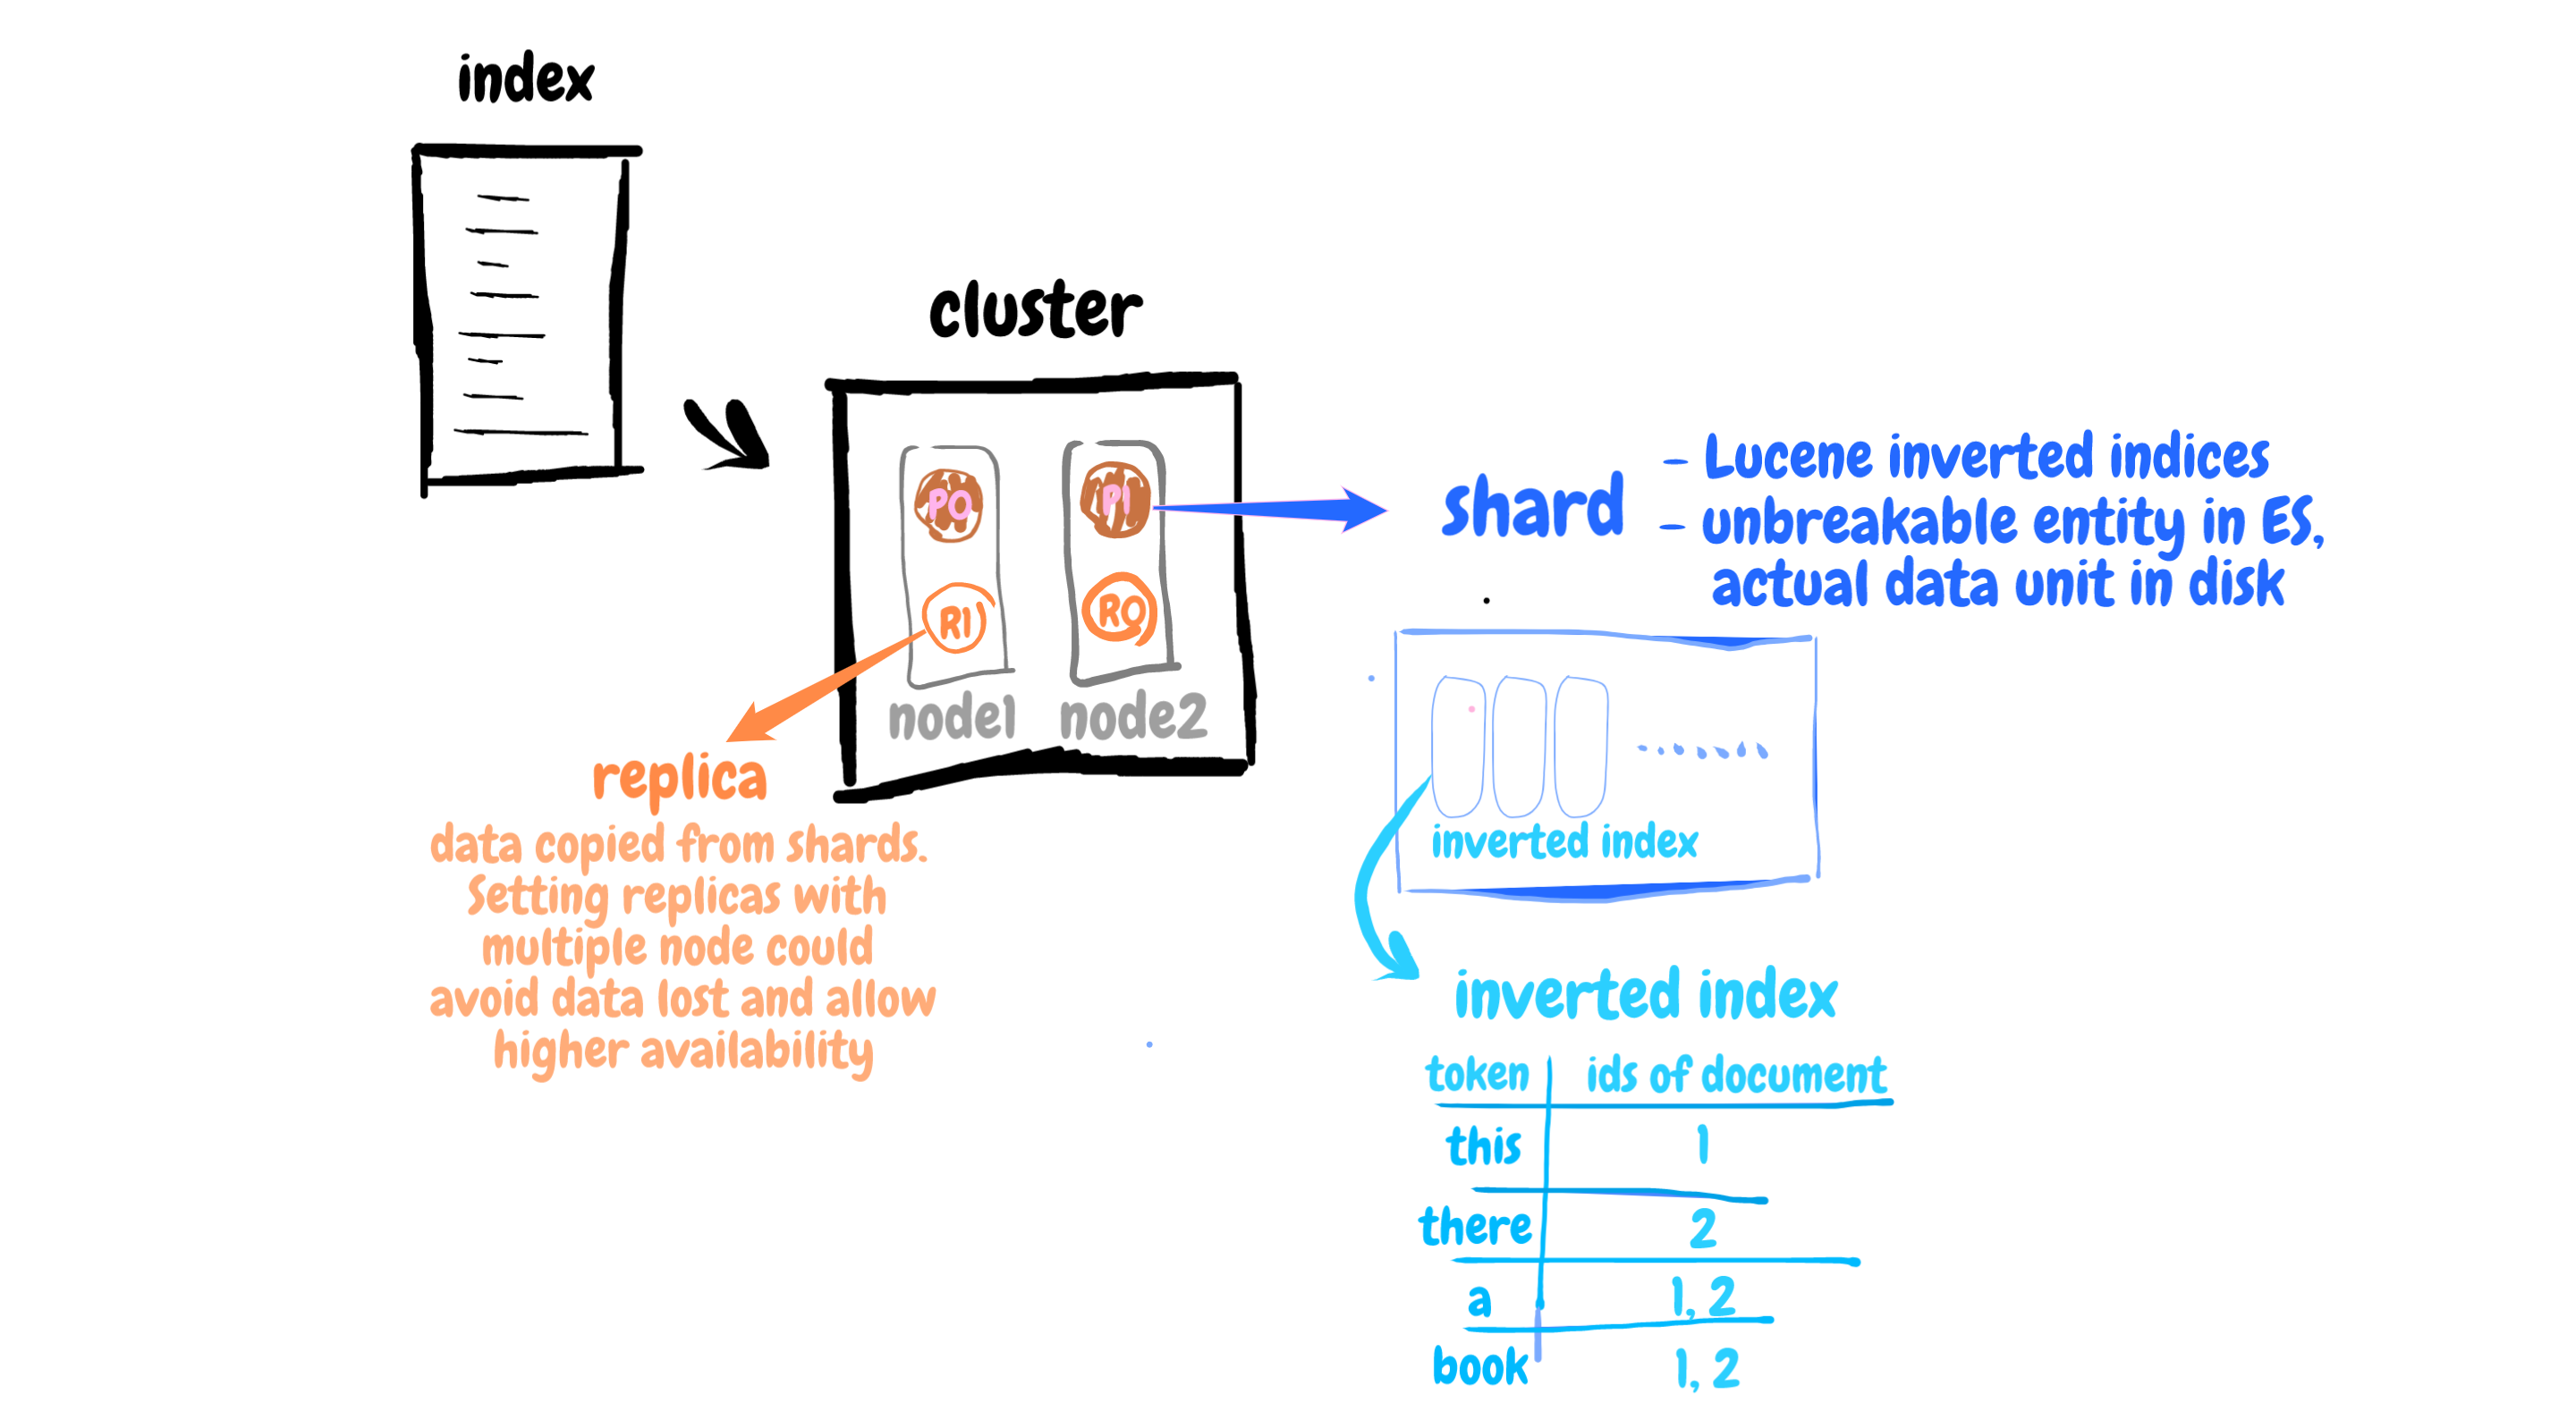 index
cluster
P0
P1
R1
R0
node1
node2
shard
- Lucene inverted indices
- unbreakable entity in ES,
actual data unit in disk
replica
data copied from shards.
Setting replicas with
multiple node could
avoid data lost and allow
higher availability
inverted index
inverted index
token ids of document
this 1
there 2
a 1, 2
book 1, 2